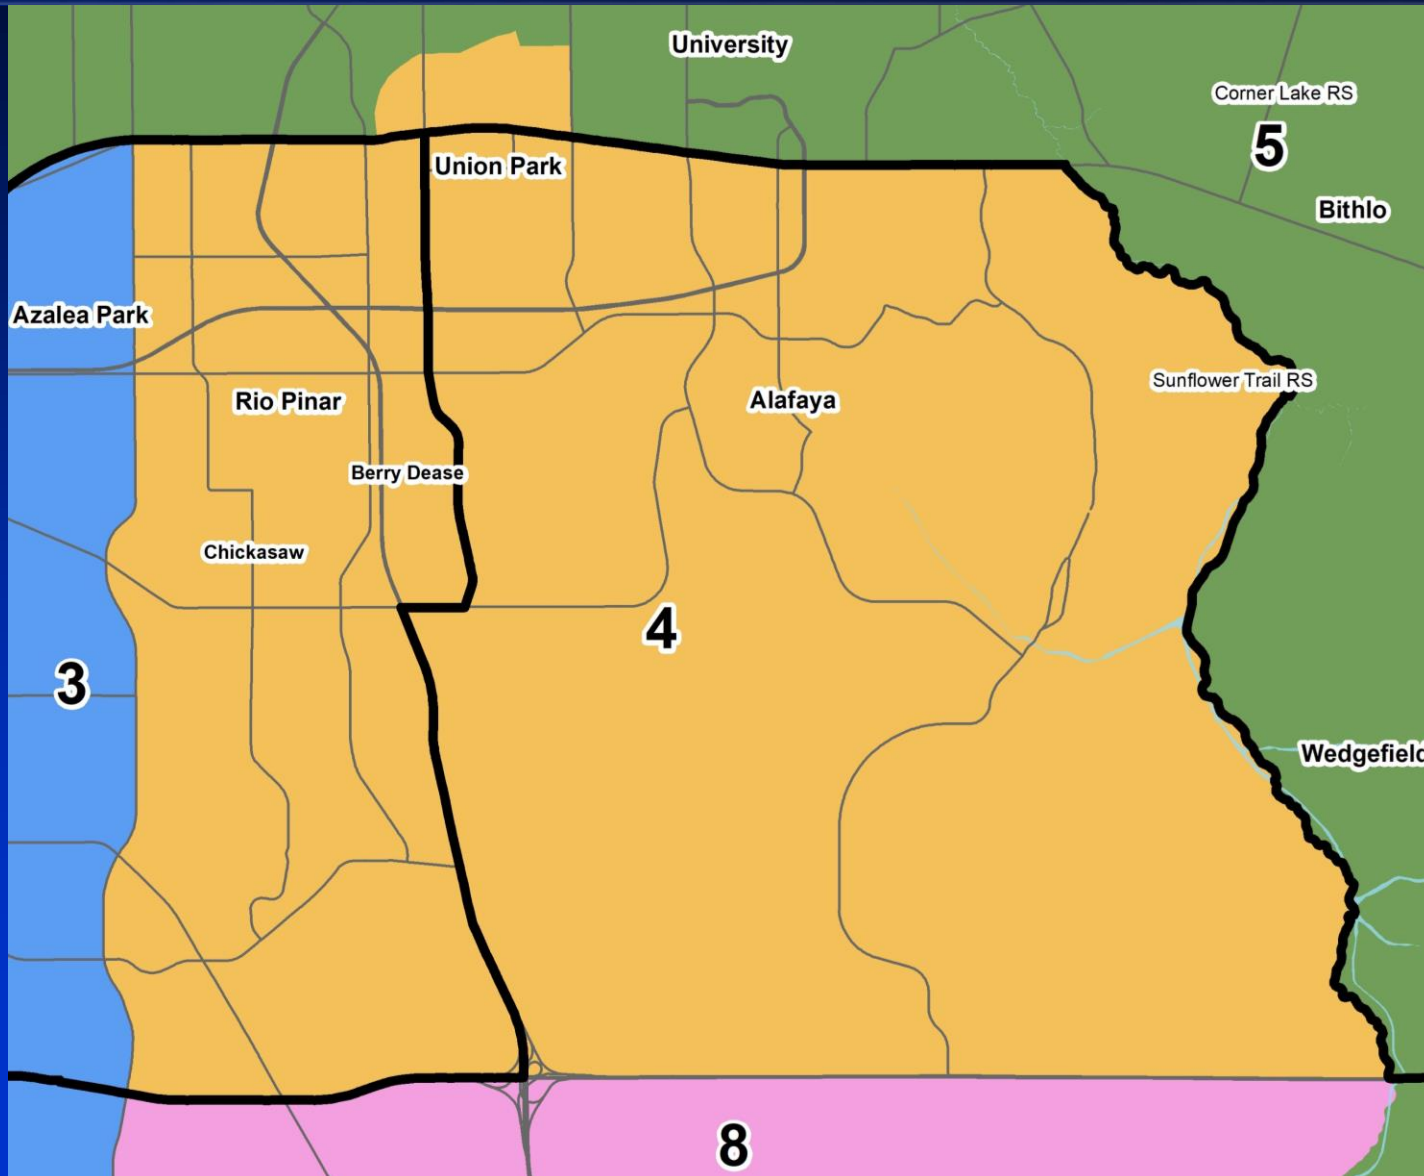 University
Corner Lake RS
5
Union Park
Bithlo
Azalea Park
Sunflower Trail RS
Rio Pinar
Alafaya
Berry Dease
Chickasaw
4
3
Wedgefield
8